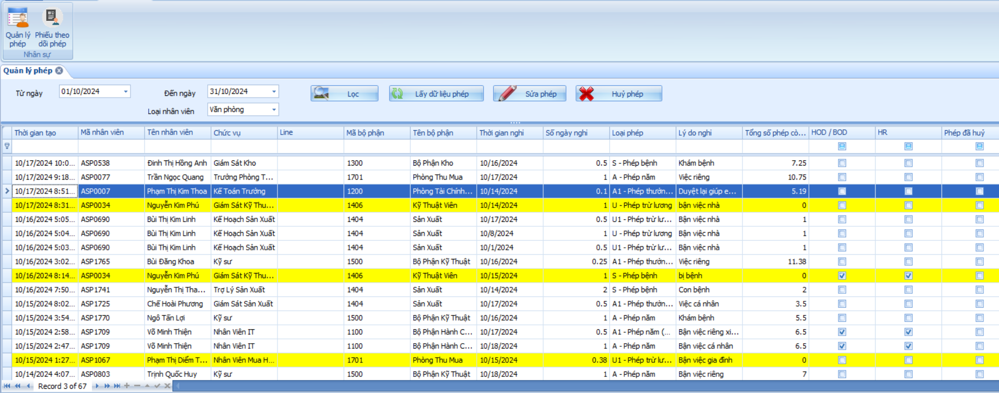 Quản lý phép
Phiếu theo dõi phép
Nhân sự
Quản lý phép
Từ ngày 01/10/2024 Đến ngày 31/10/2024 Lọc Lấy dữ liệu phép Sửa phép Huỷ phép
Loại nhân viên Văn phòng
Thời gian tạo Mã nhân viên Tên nhân viên Chức vụ Line Mã bộ phận Tên bộ phận Thời gian nghỉ Số ngày nghỉ Loại phép Lý do nghỉ Tổng số phép cò... HOD / BOD HR Phép đã huỷ
10/17/2024 10:0... ASP0538 Đinh Thị Hồng Anh Giám Sát Kho 1300 Bộ Phận Kho 10/16/2024 0.5 S - Phép bệnh Khám bệnh 7.25
10/17/2024 9:18... ASP0077 Trần Ngọc Quang Trưởng Phòng T... 1701 Phòng Thu Mua 10/17/2024 1 A - Phép năm Việc riêng 10.75
10/17/2024 8:51... ASP0007 Phạm Thị Kim Thoa Kế Toán Trưởng 1200 Phòng Tài Chính... 10/14/2024 0.1 A1 - Phép thườn... Duyệt lại giúp e... 5.19
10/17/2024 8:31... ASP0034 Nguyễn Kim Phú Giám Sát Kỹ Thu... 1406 Kỹ Thuật Viên 10/14/2024 1 U - Phép trừ lương bận việc nhà 0
10/16/2024 5:05... ASP0690 Bùi Thị Kim Linh Kế Hoạch Sản Xuất 1404 Sản Xuất 10/17/2024 0.5 U1 - Phép trừ lư... Bận việc nhà 1
10/16/2024 5:04... ASP0690 Bùi Thị Kim Linh Kế Hoạch Sản Xuất 1404 Sản Xuất 10/8/2024 1 U - Phép trừ lương Bận việc nhà 1
10/16/2024 5:03... ASP0690 Bùi Thị Kim Linh Kế Hoạch Sản Xuất 1404 Sản Xuất 10/1/2024 0.5 U1 - Phép trừ lư... Bận việc nhà 1
10/16/2024 3:02... ASP1765 Bùi Đăng Khoa Kỹ sư 1500 Bộ Phận Kỹ Thuật 10/16/2024 0.25 A1 - Phép thườn... Việc riêng 11.38
10/16/2024 8:14... ASP0034 Nguyễn Kim Phú Giám Sát Kỹ Thu... 1406 Kỹ Thuật Viên 10/15/2024 1 S - Phép bệnh bị bệnh 0
10/16/2024 7:50... ASP1741 Nguyễn Thị Tha... Trợ Lý Sản Xuất 1404 Sản Xuất 10/14/2024 2 S - Phép bệnh Con bệnh 2
10/15/2024 8:02... ASP1725 Chế Hoài Phương Giám Sát Sản Xuất 1404 Sản Xuất 10/17/2024 0.5 A1 - Phép thườn... Việc cá nhân 3.5
10/15/2024 3:54... ASP1770 Ngô Tấn Lợi Kỹ sư 1500 Bộ Phận Kỹ Thuật 10/16/2024 1 A - Phép năm Khám bệnh 5.5
10/15/2024 2:58... ASP1709 Võ Minh Thiện Nhân Viên IT 1100 Bộ Phận Hành C... 10/17/2024 0.5 A1 - Phép năm (... Bận việc riêng xi... 6.5
10/15/2024 2:47... ASP1709 Võ Minh Thiện Nhân Viên IT 1100 Bộ Phận Hành C... 10/18/2024 1 A - Phép năm Bận việc cá nhân 6.5
10/15/2024 1:27... ASP1067 Phạm Thị Diểm T... Nhân Viên Mua H... 1701 Phòng Thu Mua 10/15/2024 0.38 U1 - Phép trừ lư... Bận việc gia đình 0
10/14/2024 4:07... ASP0803 Trịnh Quốc Huy Kỹ sư 1500 Bộ Phận Kỹ Thuật 10/18/2024 1 A - Phép năm Bận việc riêng 7
Record 3 of 67